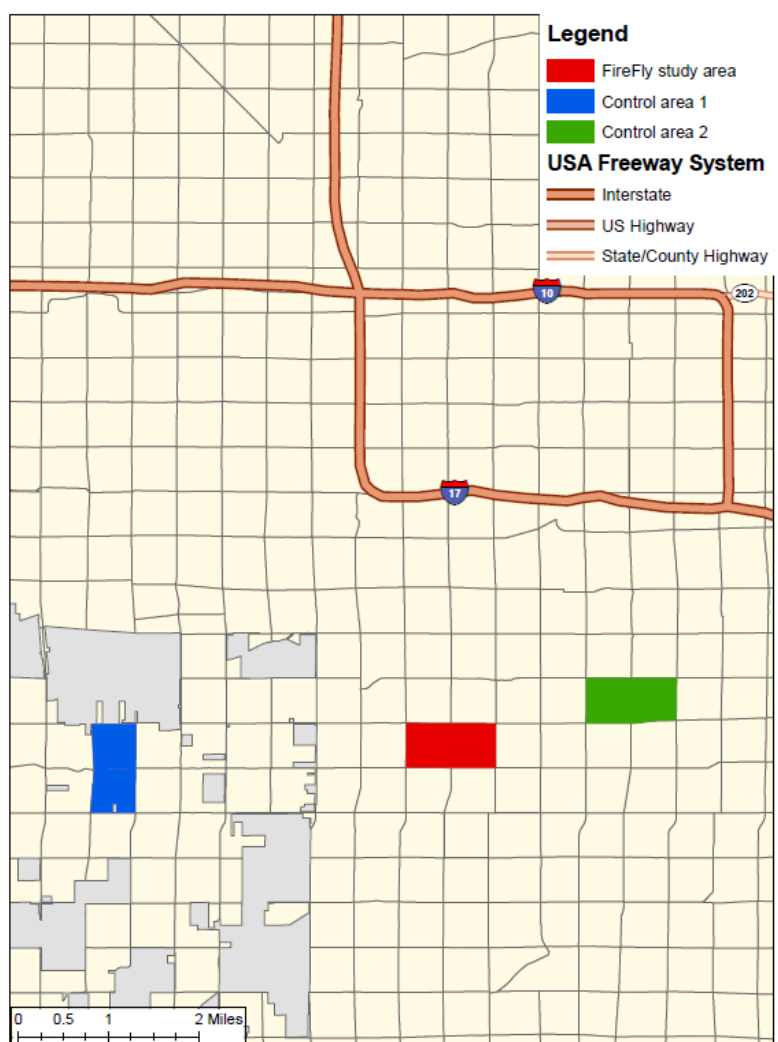 Legend
FireFly study area
Control area 1
Control area 2
USA Freeway System
Interstate
US Highway
State/County Highway
10
202
17
0 0.5 1 2 Miles